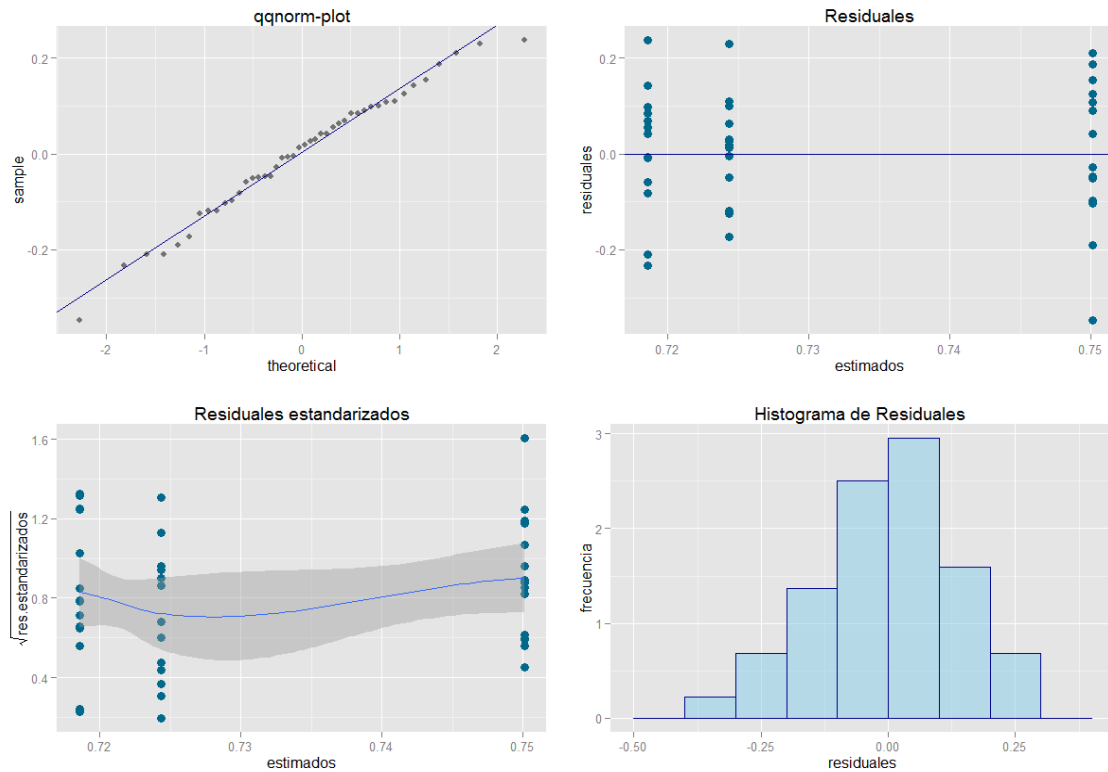 qqnorm-plot
0.2
0.0
-0.2
sample
-2
-1
0
1
2
theoretical
Residuales
0.2
0.0
-0.2
residuales
0.72
0.73
0.74
0.75
estimados
Residuales estandarizados
1.6
1.2
0.8
0.4
√res.estandarizados
0.72
0.73
0.74
0.75
estimados
Histograma de Residuales
3
2
1
0
frecuencia
-0.50
-0.25
0.00
0.25
residuales